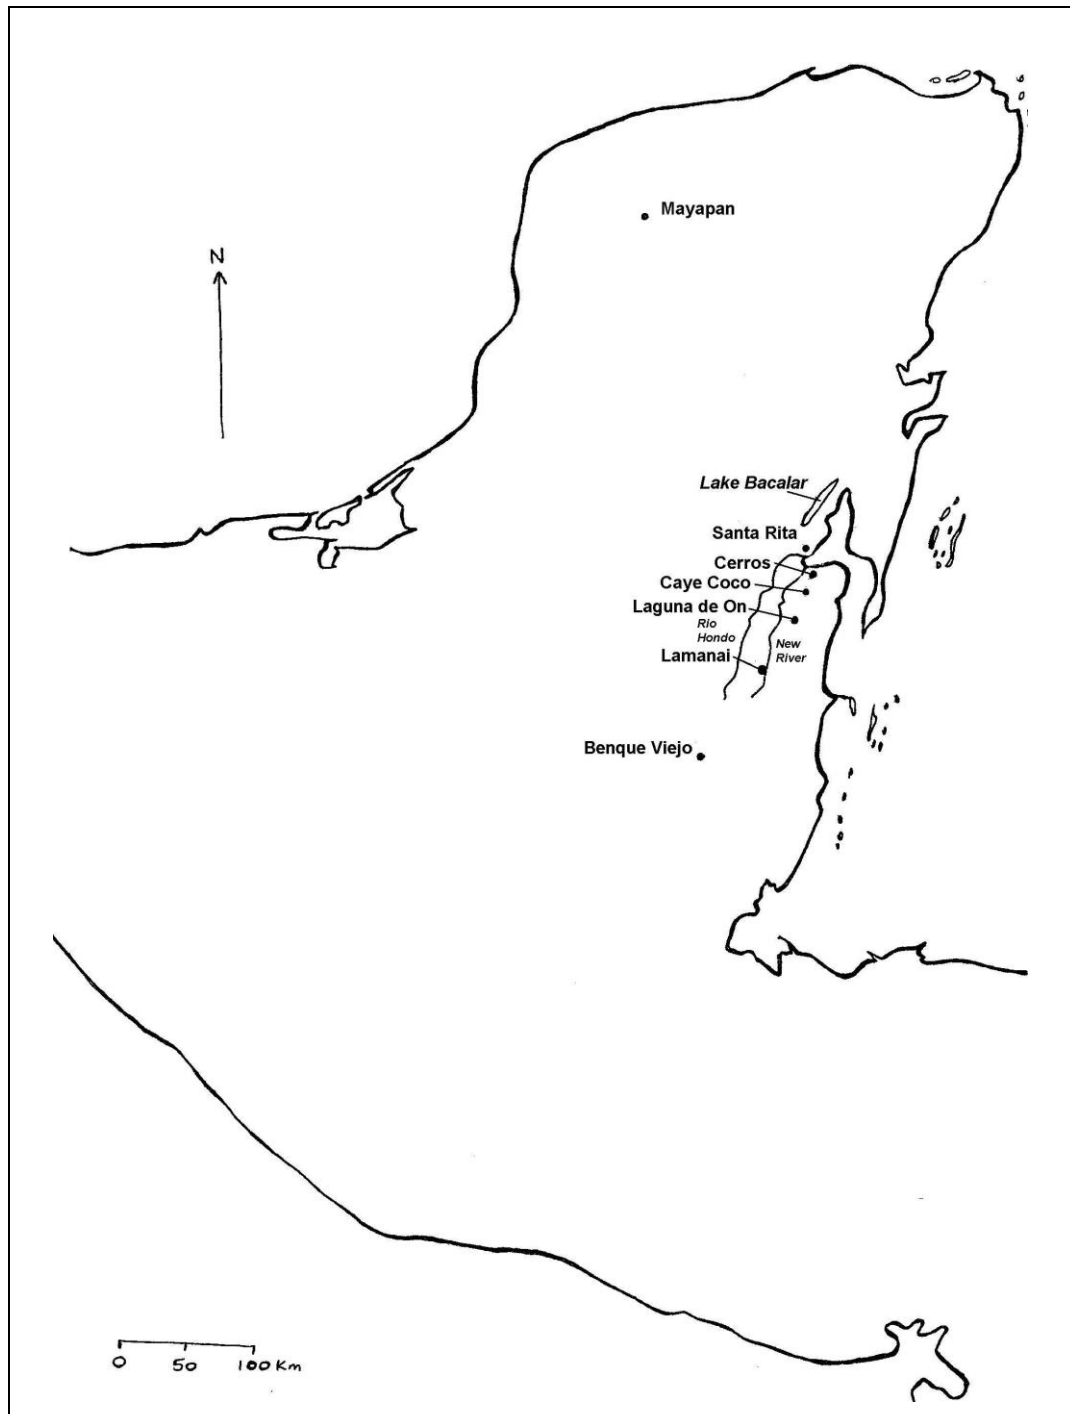 Mayapan
N
Lake Bacalar
Santa Rita
Cerros
Caye Coco
Laguna de On
Rio
Hondo
New
River
Lamanai
Benque Viejo
0 50 100 Km